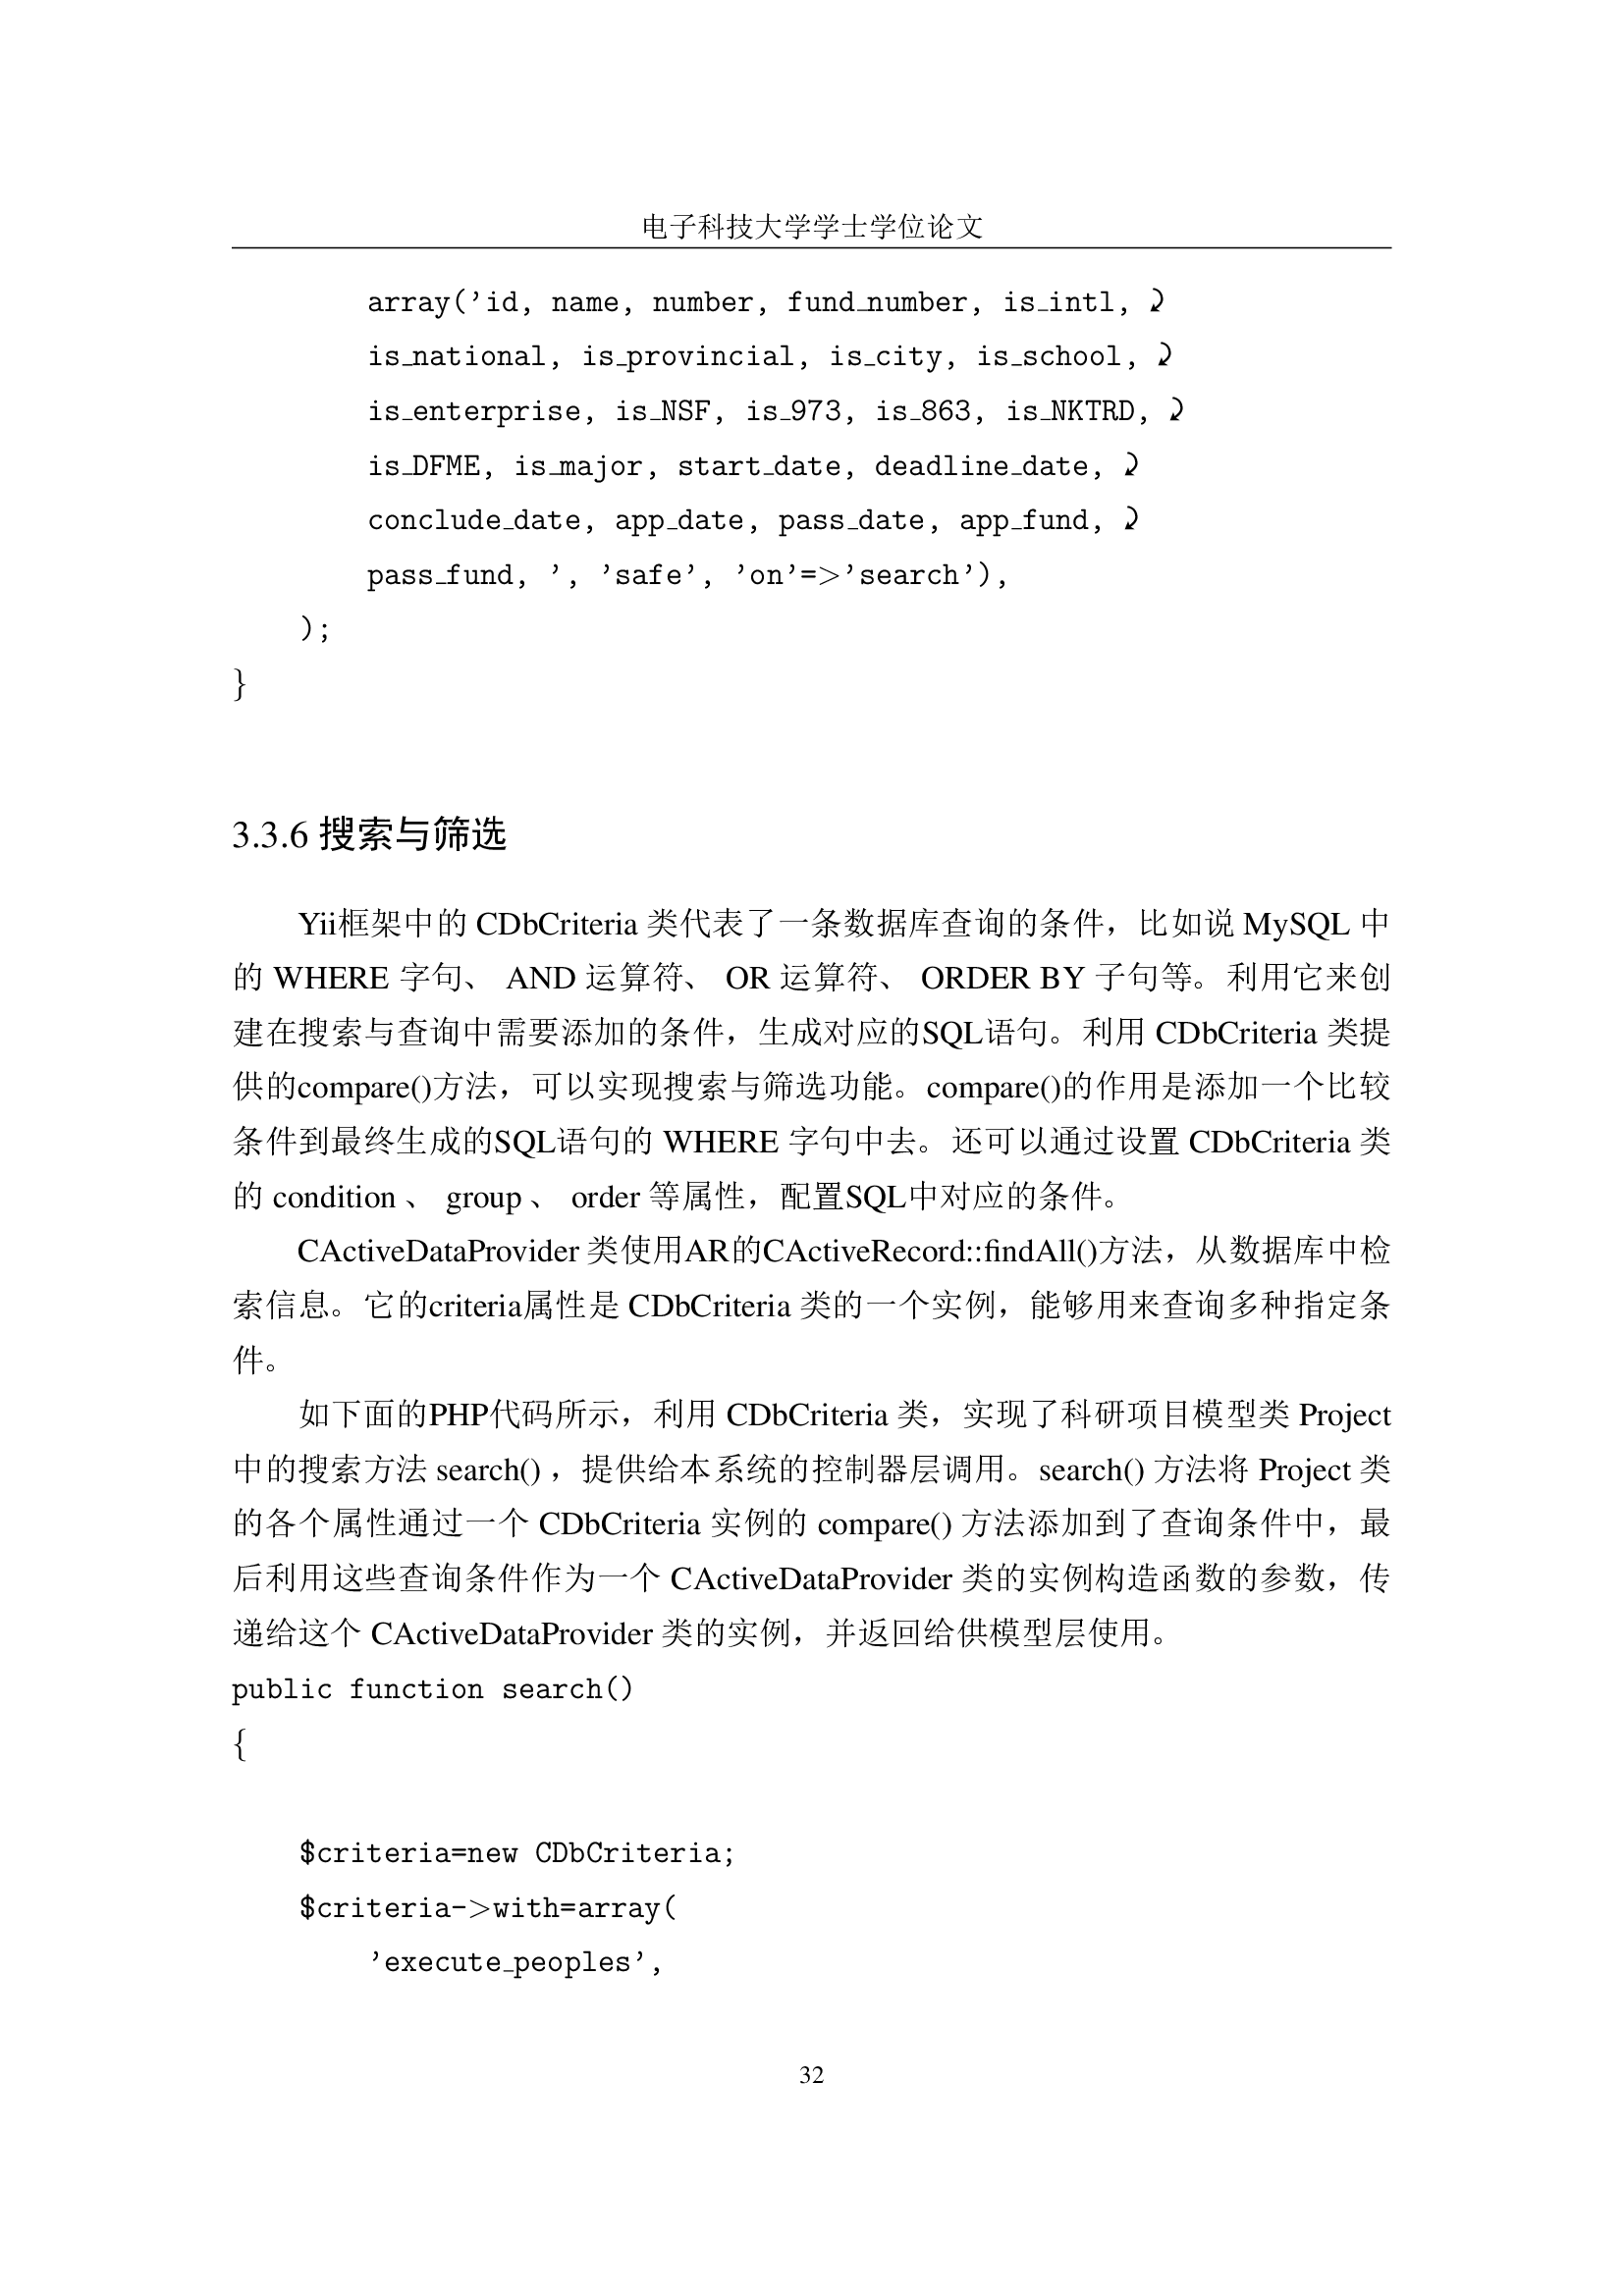 电子科技大学学士学位论文
array('id, name, number, fund_number, is_intl, ⤸
is_national, is_provincial, is_city, is_school, ⤸
is_enterprise, is_NSF, is_973, is_863, is_NKTRD, ⤸
is_DFME, is_major, start_date, deadline_date, ⤸
conclude_date, app_date, pass_date, app_fund, ⤸
pass_fund, ', 'safe', 'on'=>'search'),
);
}
3.3.6 搜索与筛选
Yii框架中的 CDbCriteria 类代表了一条数据库查询的条件，比如说 MySQL 中
的 WHERE 字句、 AND 运算符、 OR 运算符、 ORDER BY 子句等。利用它来创
建在搜索与查询中需要添加的条件，生成对应的SQL语句。利用 CDbCriteria 类提
供的compare()方法，可以实现搜索与筛选功能。compare()的作用是添加一个比较
条件到最终生成的SQL语句的 WHERE 字句中去。还可以通过设置 CDbCriteria 类
的 condition 、 group 、 order 等属性，配置SQL中对应的条件。
CActiveDataProvider 类使用AR的CActiveRecord::findAll()方法，从数据库中检
索信息。它的criteria属性是 CDbCriteria 类的一个实例，能够用来查询多种指定条
件。
如下面的PHP代码所示，利用 CDbCriteria 类，实现了科研项目模型类 Project
中的搜索方法 search() ，提供给本系统的控制器层调用。search() 方法将 Project 类
的各个属性通过一个 CDbCriteria 实例的 compare() 方法添加到了查询条件中，最
后利用这些查询条件作为一个 CActiveDataProvider 类的实例构造函数的参数，传
递给这个 CActiveDataProvider 类的实例，并返回给供模型层使用。
public function search()
{
$criteria=new CDbCriteria;
$criteria->with=array(
'execute_peoples',
32